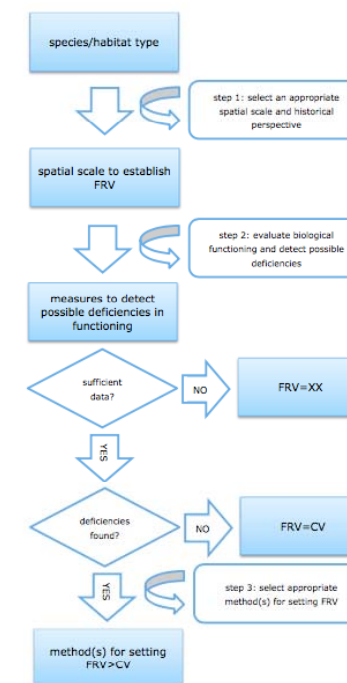 species/habitat type
step 1: select an appropriate
spatial scale and historical
perspective
spatial scale to establish
FRV
step 2: evaluate biological
functioning and detect possible
deficiencies
measures to detect
possible deficiencies in
functioning
sufficient
data?
NO
FRV=XX
YES
deficiencies
found?
NO
FRV=CV
YES
step 3: select appropriate
method(s) for setting FRV
method(s) for setting
FRV>CV